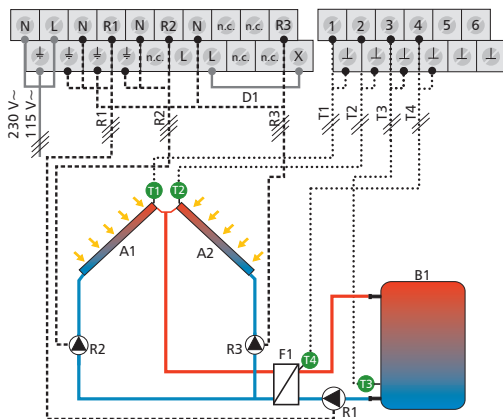 N L N R1 N R2 N n.c. n.c. R3
n.c. L L n.c. n.c. X
1 2 3 4 5 6
D1
230 V~
115 V~
R1
R2
R3
T1
T2
T3
T4
T1 T2
A1 A2
B1
R2
R3
F1
T4
T3
R1